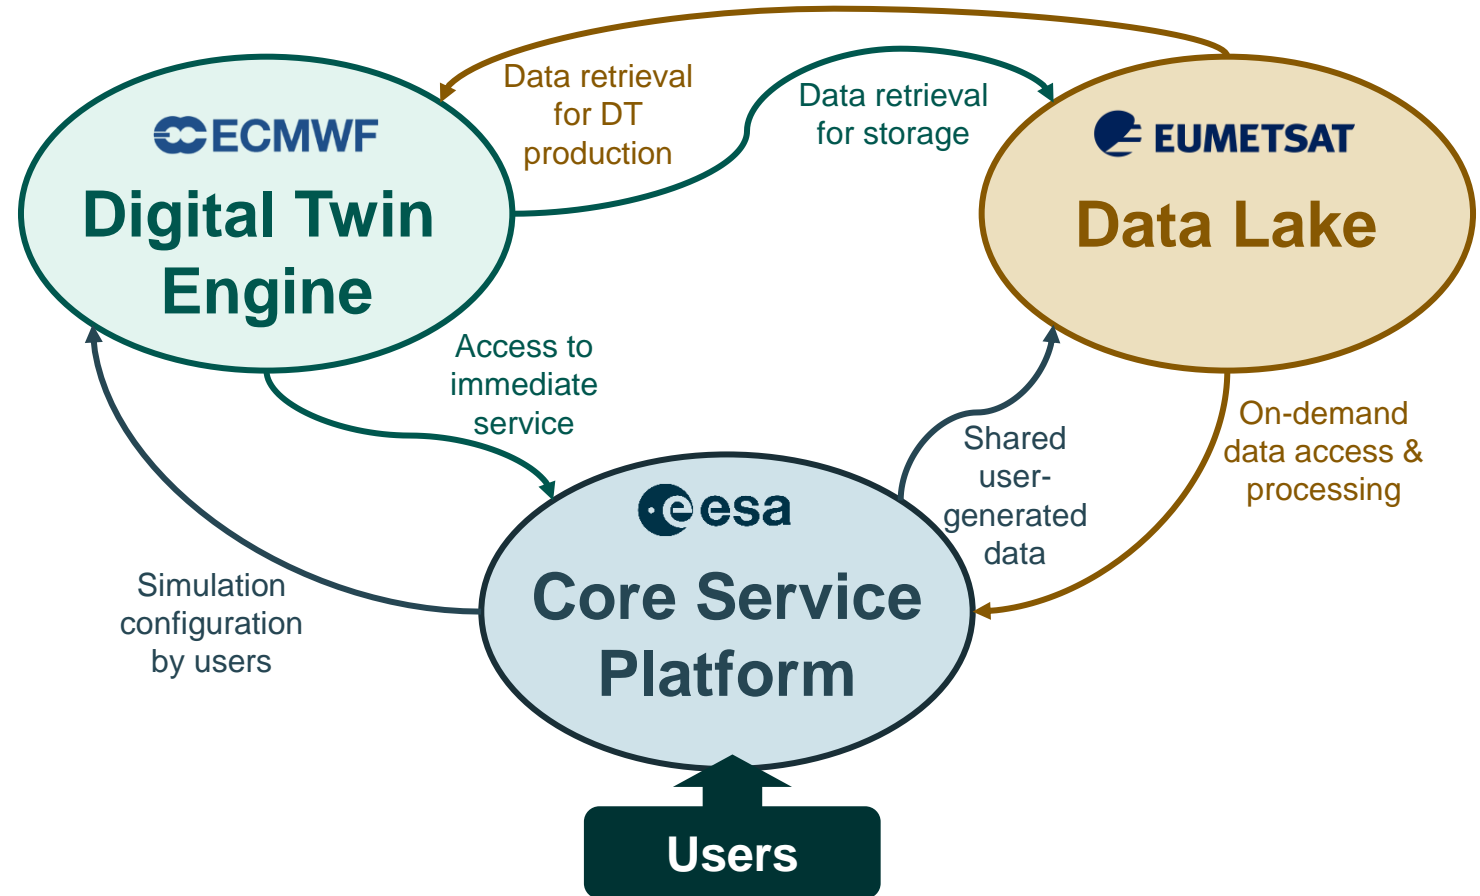 Data retrieval
for DT
production
Data retrieval
for storage
ECMWF
Digital Twin
Engine
EUMETSAT
Data Lake
Access to
immediate
service
Shared
user-
generated
data
On-demand
data access &
processing
esa
Core Service
Platform
Simulation
configuration
by users
Users